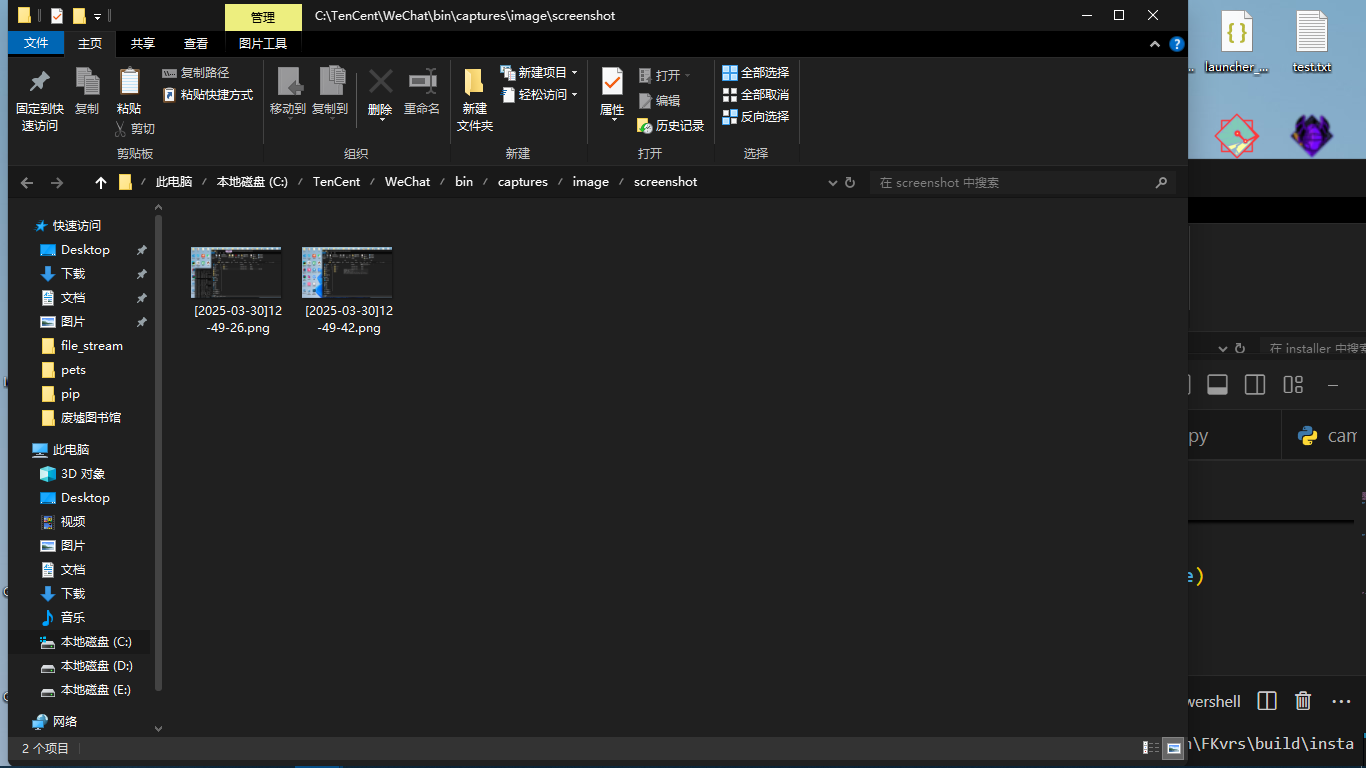 管理
C:\TenCent\WeChat\bin\captures\image\screenshot
文件
主页
共享
查看
图片工具
固定到快
速访问
复制
粘贴
复制路径
粘贴快捷方式
剪切
剪贴板
移动到
复制到
删除
重命名
组织
新建
文件夹
新建项目
轻松访问
新建
属性
打开
编辑
历史记录
打开
全部选择
全部取消
反向选择
选择
此电脑 / 本地磁盘 (C:) / TenCent / WeChat / bin / captures / image / screenshot
在 screenshot 中搜索
快速访问
Desktop
下载
文档
图片
file_stream
pets
pip
废墟图书馆
此电脑
3D 对象
Desktop
视频
图片
文档
下载
音乐
本地磁盘 (C:)
本地磁盘 (D:)
本地磁盘 (E:)
网络
[2025-03-30]12
-49-26.png
[2025-03-30]12
-49-42.png
2 个项目
launcher_...
test.txt
在 installer 中搜索
py
cam
e)
wershell
n\FKvrs\build\insta